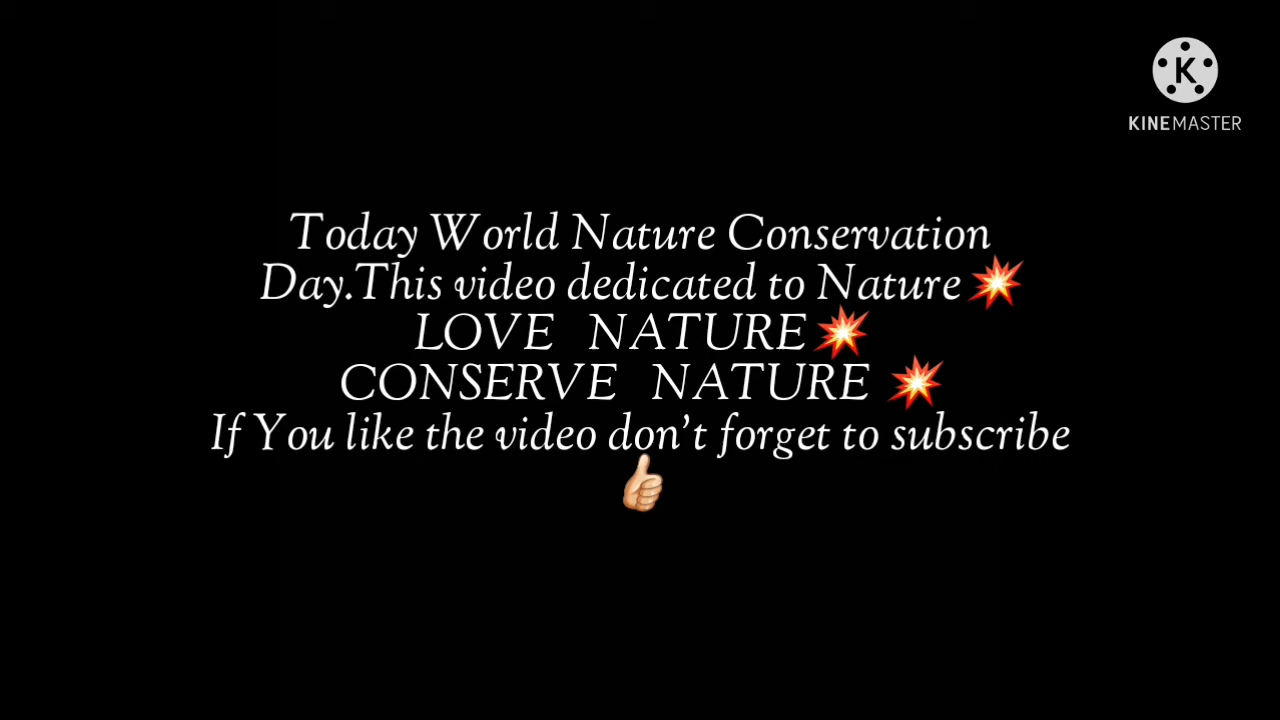 K
KINEMASTER
Today World Nature Conservation
Day.This video dedicated to Nature 💥
LOVE NATURE 💥
CONSERVE NATURE 💥
If You like the video don't forget to subscribe
👍🏼